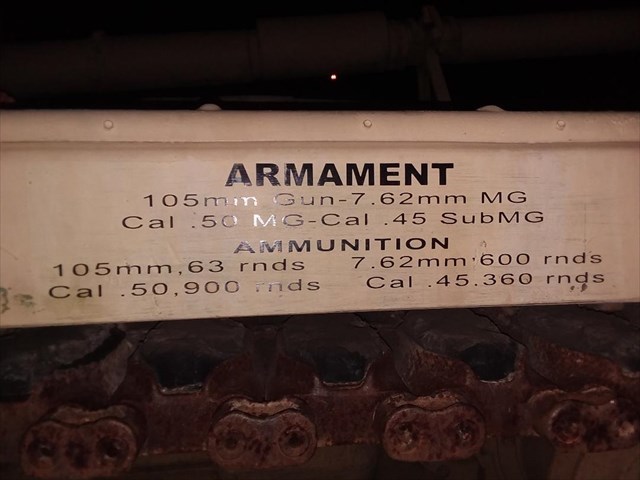 ARMAMENT
105mm Gun-7.62mm MG
Cal .50 MG-Cal .45 SubMG
AMMUNITION
105mm,63 rnds 7.62mm·600 rnds
Cal .50,900 rnds Cal .45.360 rnds